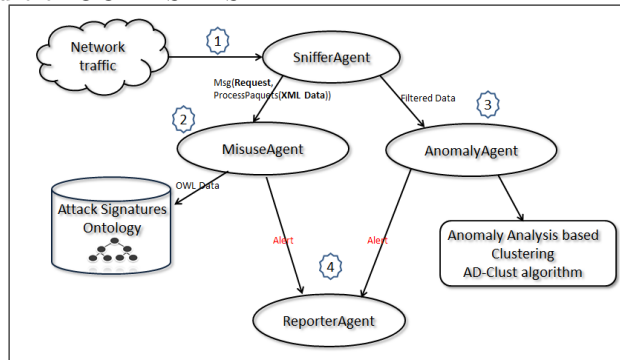 1
Network
traffic
SnifferAgent
Msg(Request,
ProcessPaquets(XML Data))
Filtered Data
3
2
MisuseAgent
AnomalyAgent
OWL Data
Attack Signatures
Ontology
Alert
Alert
Anomaly Analysis based
Clustering
AD-Clust algorithm
4
ReporterAgent